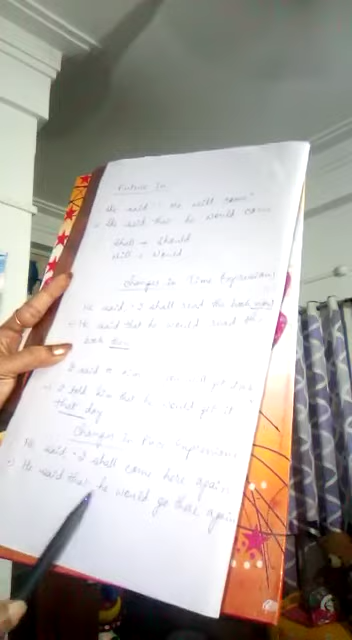 Future In
He said "He will come"
He said that he would come
Shall → Should
Will → Would
Changes in Time Expressions
He said "I shall read the book now"
He said that he would read the
book then
I said
I told him that he would get it
that day
Changes in Expressions
He said "I shall come here again
He said that he would go there again